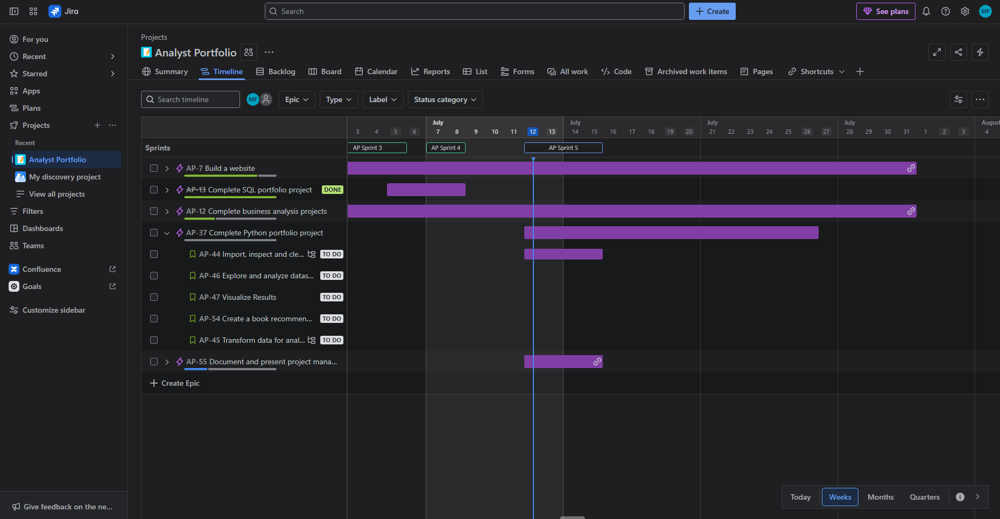 Jira
Search
Create
See plans
MF
For you
Recent
Starred
Apps
Plans
Projects
Recent
Analyst Portfolio
My discovery project
View all projects
Filters
Dashboards
Teams
Confluence
Goals
Customize sidebar
Give feedback on the ne...
Projects
Analyst Portfolio
Summary Timeline Backlog Board Calendar Reports List Forms All work Code Archived work items Pages Shortcuts
Search timeline MF Epic Type Label Status category
July July July July August
3 4 5 6 7 8 9 10 11 12 13 14 15 16 17 18 19 20 21 22 23 24 25 26 27 28 29 30 31 1 2 3 4
Sprints AP Sprint 3 AP Sprint 4 AP Sprint 5
AP-7 Build a website
AP-13 Complete SQL portfolio project DONE
AP-12 Complete business analysis projects
AP-37 Complete Python portfolio project
AP-44 Import, inspect and cle... TO DO
AP-46 Explore and analyze datas... TO DO
AP-47 Visualize Results TO DO
AP-54 Create a book recommen... TO DO
AP-45 Transform data for anal... TO DO
AP-55 Document and present project mana...
Create Epic
Today Weeks Months Quarters